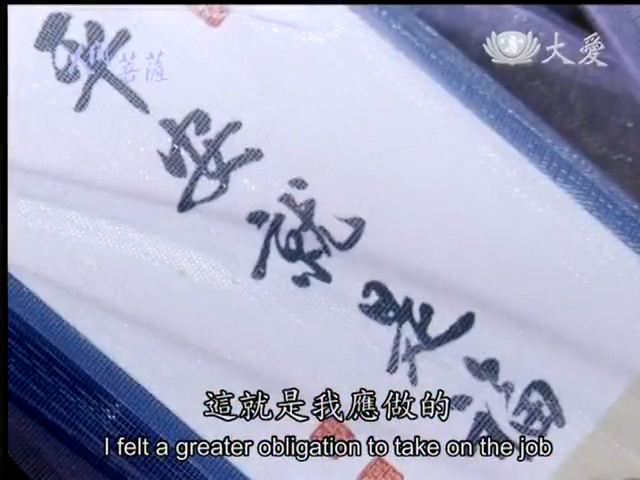 大愛
菩薩
平安就是福
這就是我應做的
I felt a greater obligation to take on the job